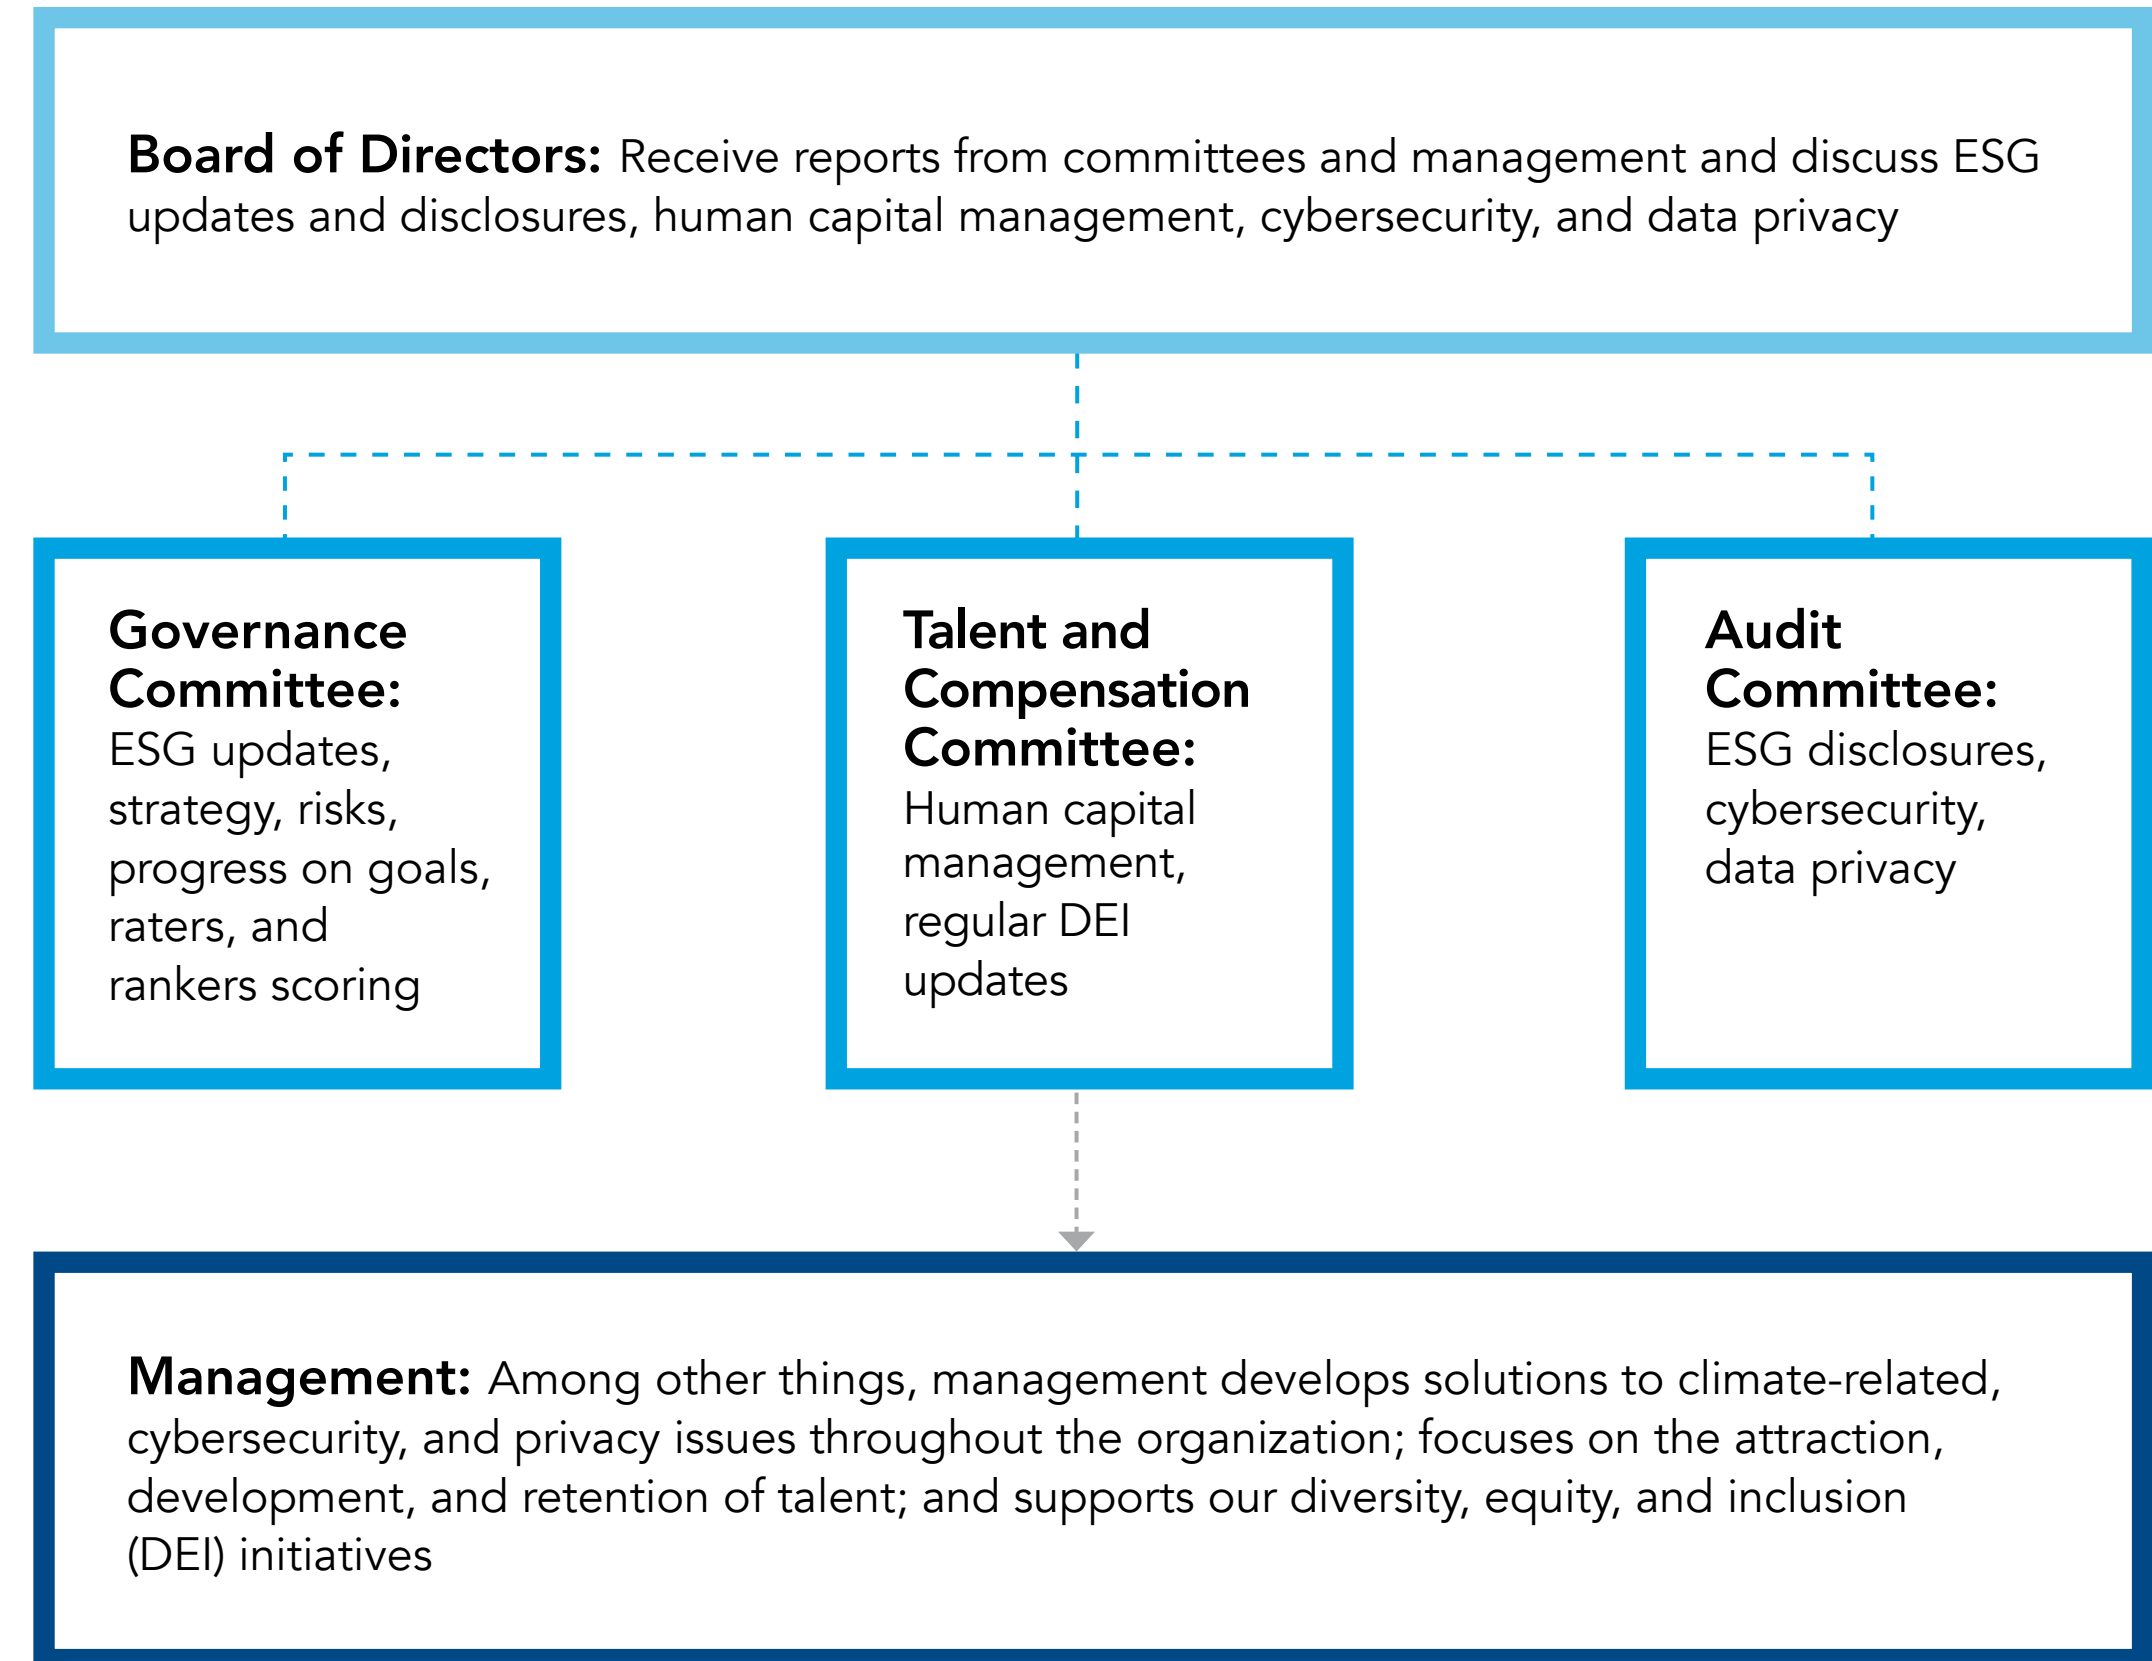 Board of Directors: Receive reports from committees and management and discuss ESG
updates and disclosures, human capital management, cybersecurity, and data privacy
Governance
Committee:
ESG updates,
strategy, risks,
progress on goals,
raters, and
rankers scoring
Talent and
Compensation
Committee:
Human capital
management,
regular DEI
updates
Audit
Committee:
ESG disclosures,
cybersecurity,
data privacy
Management: Among other things, management develops solutions to climate-related,
cybersecurity, and privacy issues throughout the organization; focuses on the attraction,
development, and retention of talent; and supports our diversity, equity, and inclusion
(DEI) initiatives